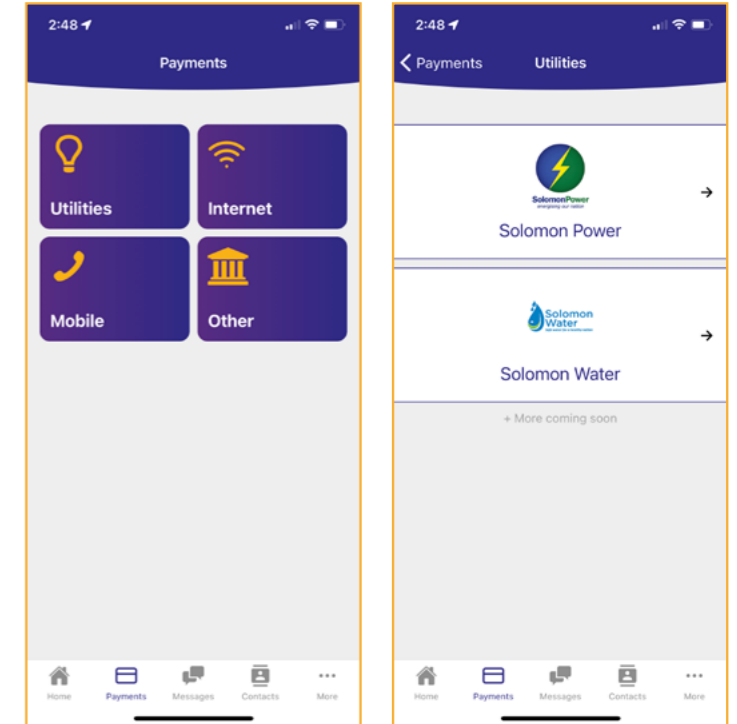 2:48
Payments
Utilities
Internet
Mobile
Other
Home
Payments
Messages
Contacts
More
2:48
Payments
Utilities
SolomonPower
energising our nation
Solomon Power
Solomon
Water
Solomon Water
+ More coming soon
Home
Payments
Messages
Contacts
More